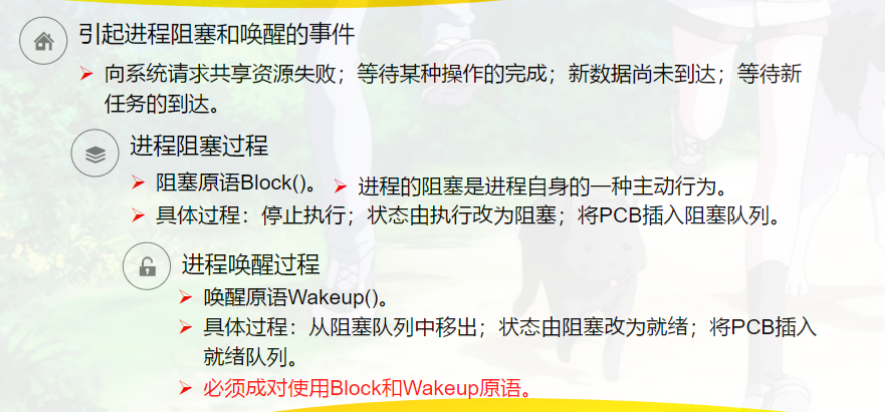 引起进程阻塞和唤醒的事件
向系统请求共享资源失败；等待某种操作的完成；新数据尚未到达；等待新
任务的到达。
进程阻塞过程
阻塞原语Block()。 进程的阻塞是进程自身的一种主动行为。
具体过程：停止执行；状态由执行改为阻塞；将PCB插入阻塞队列。
进程唤醒过程
唤醒原语Wakeup()。
具体过程：从阻塞队列中移出；状态由阻塞改为就绪；将PCB插入
就绪队列。
必须成对使用Block和Wakeup原语。